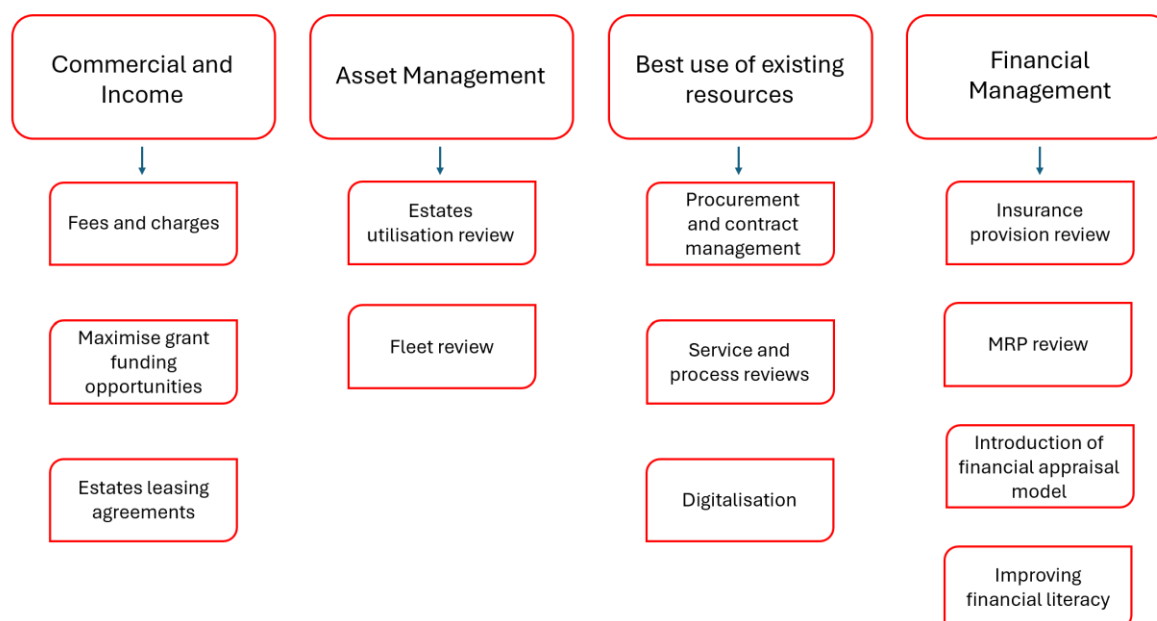 Commercial and
Income
Fees and charges
Maximise grant
funding
opportunities
Estates leasing
agreements
Asset Management
Estates
utilisation review
Fleet review
Best use of existing
resources
Procurement
and contract
management
Service and
process reviews
Digitalisation
Financial
Management
Insurance
provision review
MRP review
Introduction of
financial appraisal
model
Improving
financial literacy